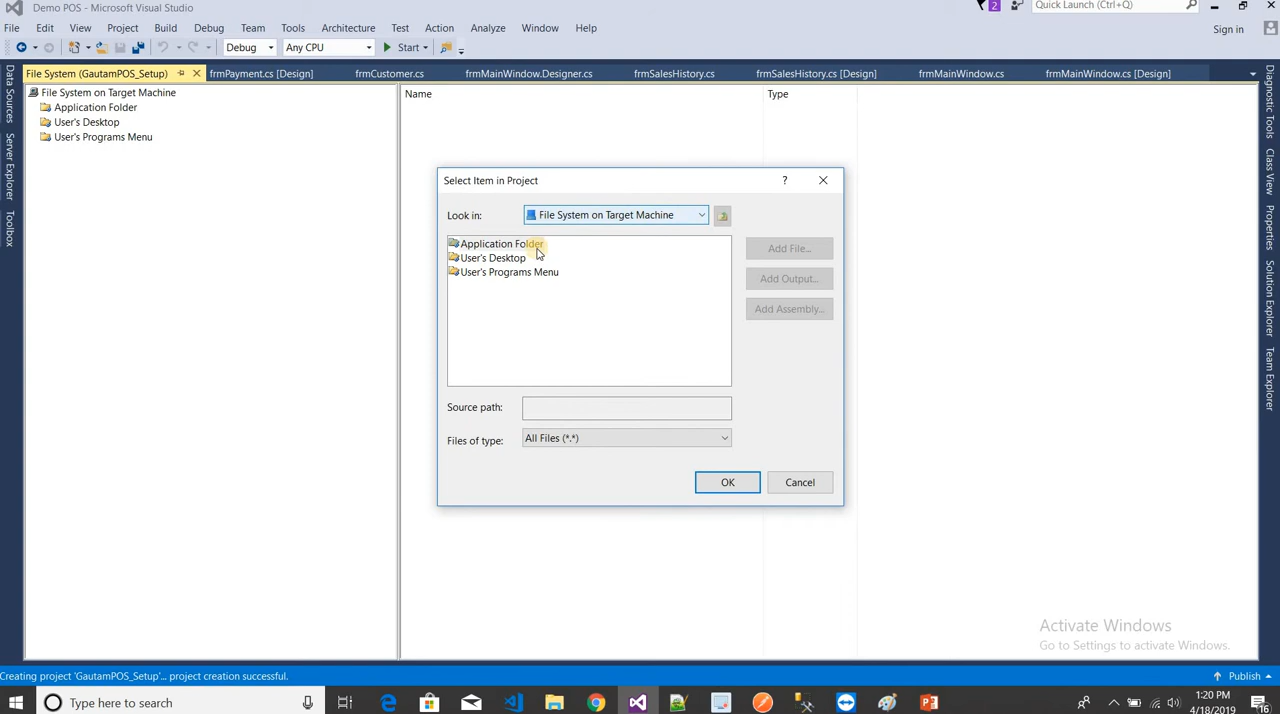 Demo POS - Microsoft Visual Studio
2
Quick Launch (Ctrl+Q)
File Edit View Project Build Debug Team Tools Architecture Test Action Analyze Window Help
Sign in
Debug Any CPU Start
File System (GautamPOS_Setup) frmPayment.cs [Design] frmCustomer.cs frmMainWindow.Designer.cs frmSalesHistory.cs frmSalesHistory.cs [Design] frmMainWindow.cs frmMainWindow.cs [Design]
Data Sources
Server Explorer
Toolbox
File System on Target Machine
Application Folder
User's Desktop
User's Programs Menu
Name Type
Select Item in Project
?
Look in: File System on Target Machine
Application Folder
User's Desktop
User's Programs Menu
Add File...
Add Output...
Add Assembly...
Source path:
Files of type: All Files (*.*)
OK Cancel
Diagnostic Tools
Class View
Properties
Solution Explorer
Team Explorer
Activate Windows
Go to Settings to activate Windows.
Creating project 'GautamPOS_Setup'... project creation successful.
Publish
Type here to search
1:20 PM
4/18/2019
16